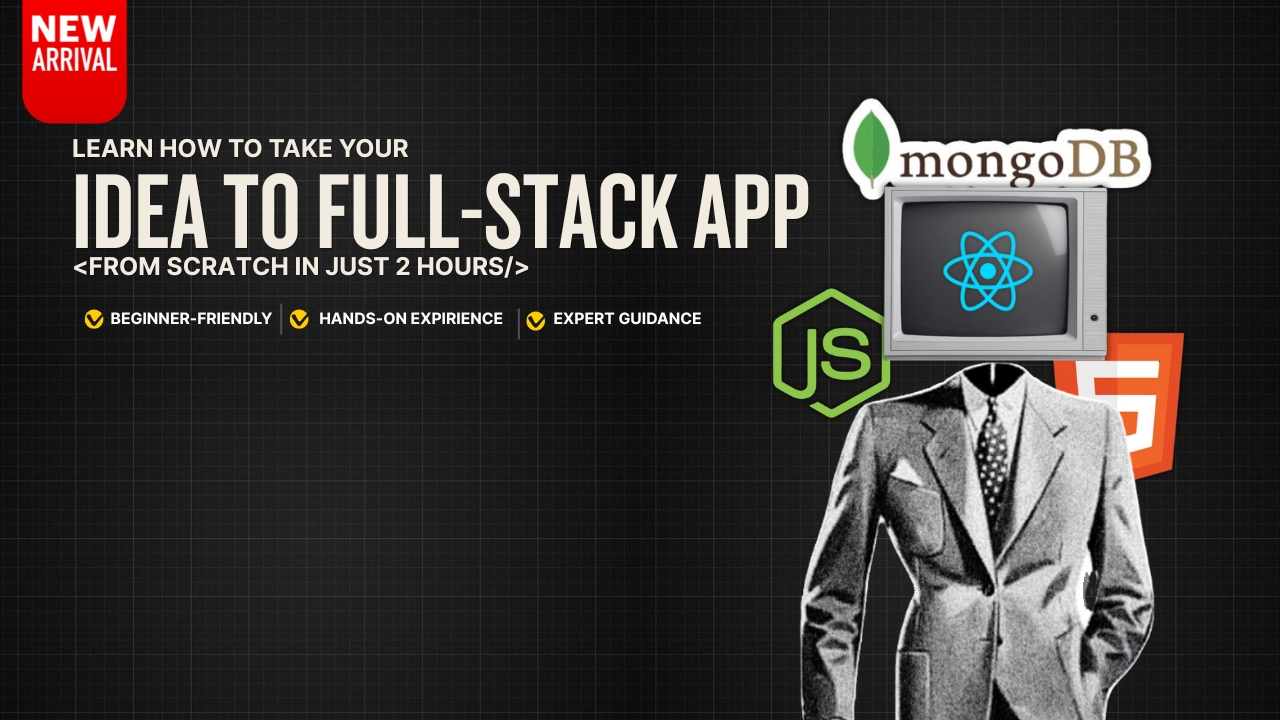 NEW
ARRIVAL
LEARN HOW TO TAKE YOUR
IDEA TO FULL-STACK APP
<FROM SCRATCH IN JUST 2 HOURS/>
BEGINNER-FRIENDLY
HANDS-ON EXPIRIENCE
EXPERT GUIDANCE
mongoDB
JS
5